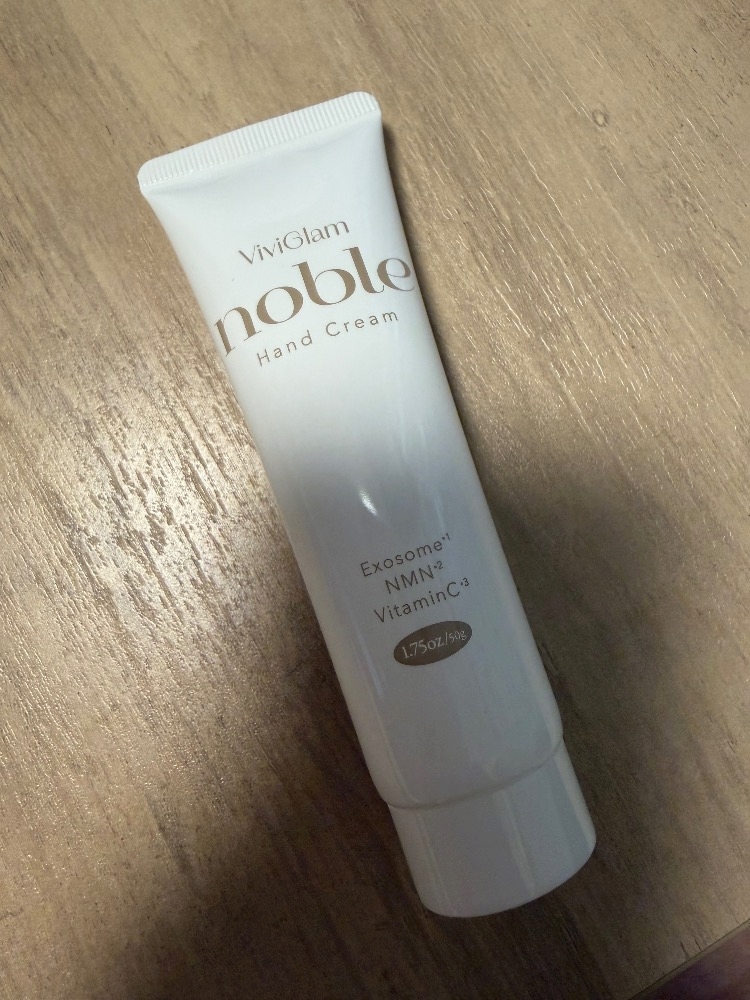 ViviGlam
noble
Hand Cream
Exosome*1
NMN*2
VitaminC*3
1.75oz/50g